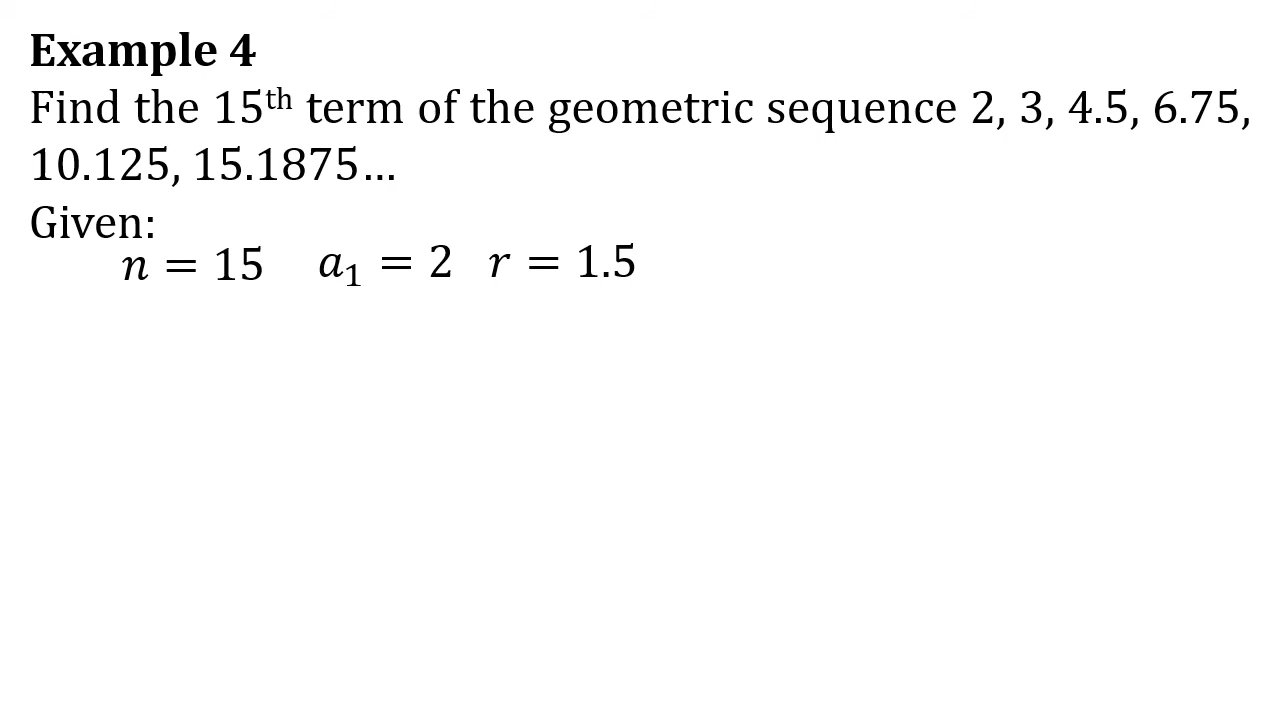 Example 4
Find the 15ᵗʰ term of the geometric sequence 2, 3, 4.5, 6.75,
10.125, 15.1875…
Given:
n = 15 a₁ = 2 r = 1.5